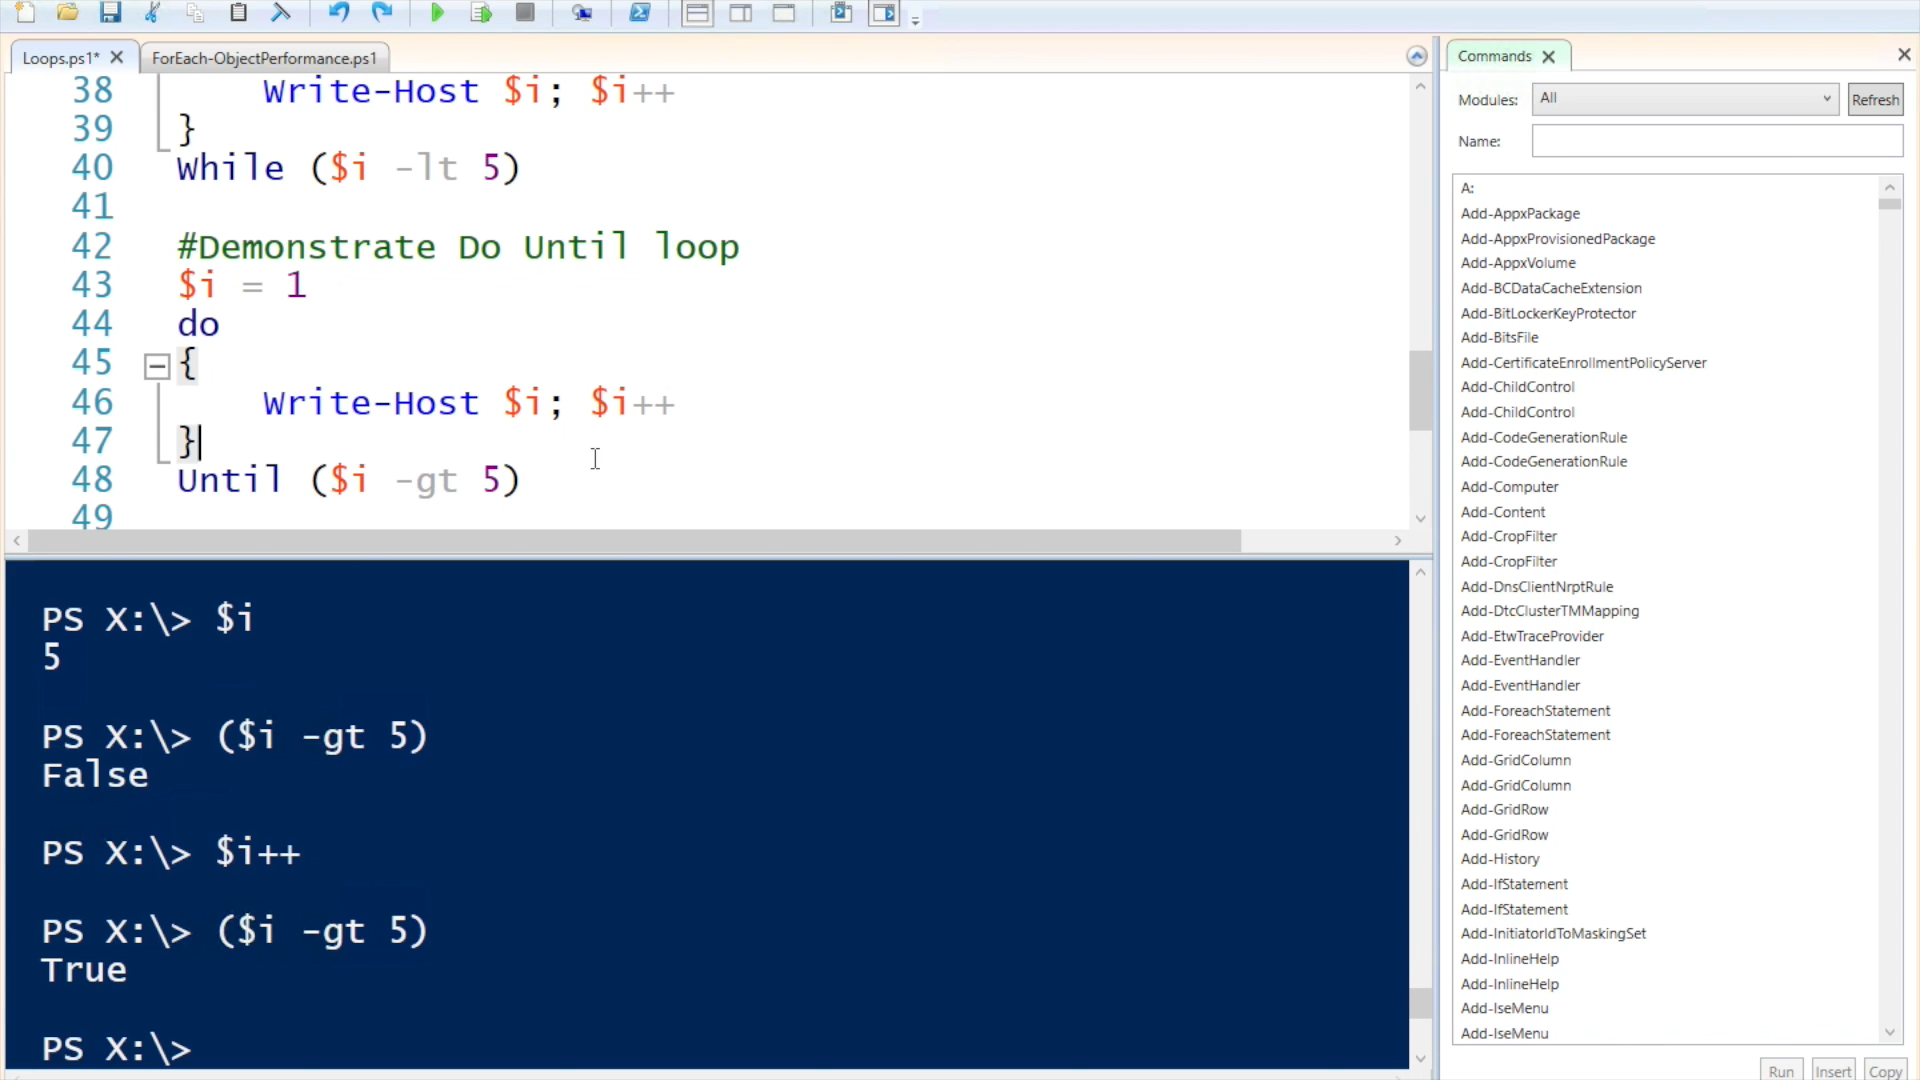 Loops.ps1* ForEach-ObjectPerformance.ps1
38 Write-Host $i; $i++
39 }
40 While ($i -lt 5)
41
42 #Demonstrate Do Until loop
43 $i = 1
44 do
45 {
46 Write-Host $i; $i++
47 }
48 Until ($i -gt 5)
49
PS X:\> $i
5
PS X:\> ($i -gt 5)
False
PS X:\> $i++
PS X:\> ($i -gt 5)
True
PS X:\>
Commands
Modules: All Refresh
Name:
A:
Add-AppxPackage
Add-AppxProvisionedPackage
Add-AppxVolume
Add-BCDataCacheExtension
Add-BitLockerKeyProtector
Add-BitsFile
Add-CertificateEnrollmentPolicyServer
Add-ChildControl
Add-ChildControl
Add-CodeGenerationRule
Add-CodeGenerationRule
Add-Computer
Add-Content
Add-CropFilter
Add-CropFilter
Add-DnsClientNrptRule
Add-DtcClusterTMMapping
Add-EtwTraceProvider
Add-EventHandler
Add-EventHandler
Add-ForeachStatement
Add-ForeachStatement
Add-GridColumn
Add-GridColumn
Add-GridRow
Add-GridRow
Add-History
Add-IfStatement
Add-IfStatement
Add-InitiatorIdToMaskingSet
Add-InlineHelp
Add-InlineHelp
Add-IseMenu
Add-IseMenu
Run Insert Copy